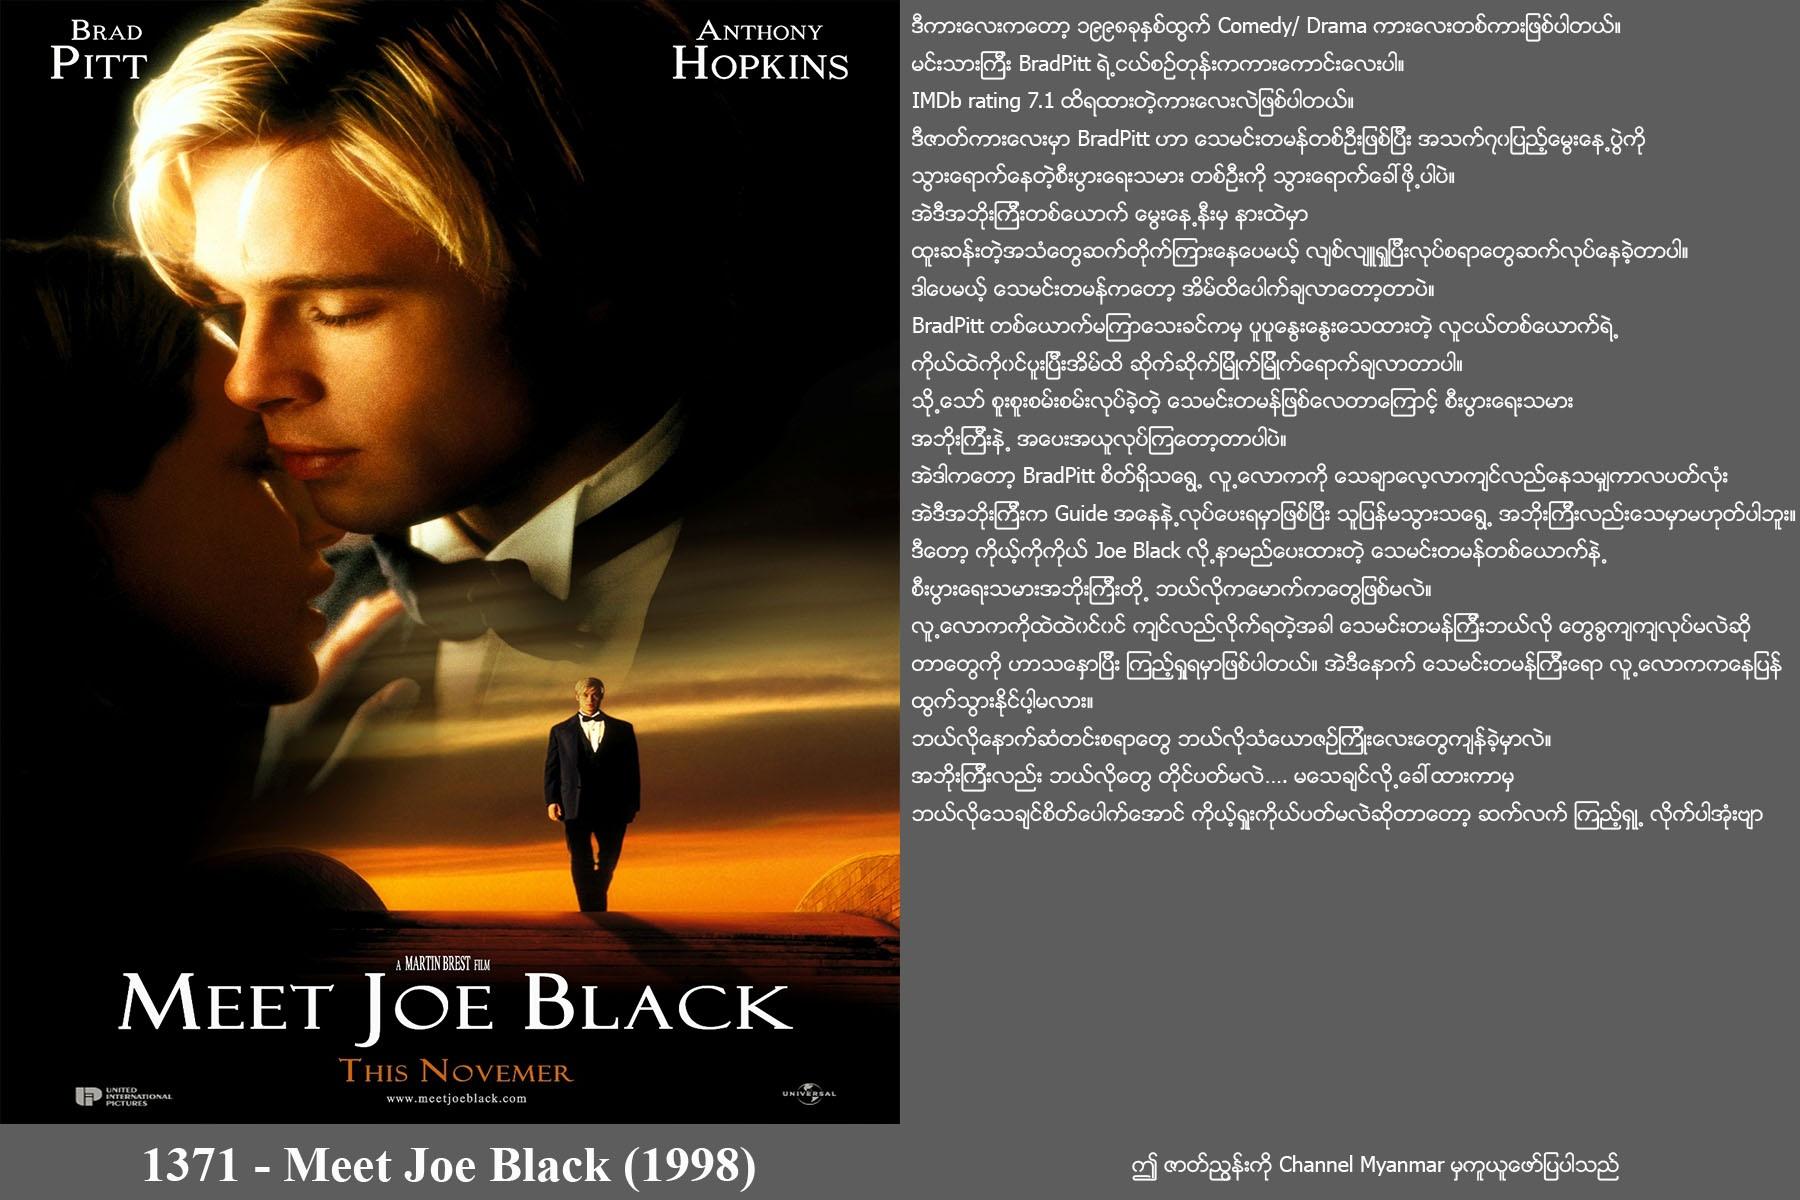 BRAD
PITT
ANTHONY
HOPKINS
A MARTIN BREST FILM
MEET JOE BLACK
THIS NOVEMER
www.meetjoeblack.com
UNITED
INTERNATIONAL
PICTURES
UNIVERSAL
1371 - Meet Joe Black (1998)
ဒီကားလေးကတော့ ၁၉၉၈ခုနှစ်ထွက် Comedy/ Drama ကားလေးတစ်ကားဖြစ်ပါတယ်။
မင်းသားကြီး BradPitt ရဲ့ငယ်စဉ်တုန်းကကားကောင်းလေးပါ။
IMDb rating 7.1 ထိရထားတဲ့ကားလေးလဲဖြစ်ပါတယ်။
ဒီဇာတ်ကားလေးမှာ BradPitt ဟာ သေမင်းတမန်တစ်ဦးဖြစ်ပြီး အသက်၇၀ပြည့်မွေးနေ့ပွဲကို
သွားရောက်နေတဲ့စီးပွားရေးသမား တစ်ဦးကို သွားရောက်ခေါ်ဖို့ပါပဲ။
အဲဒီအဘိုးကြီးတစ်ယောက် မွေးနေ့နီးမှ နားထဲမှာ
ထူးဆန်းတဲ့အသံတွေဆက်တိုက်ကြားနေပေမယ့် လျစ်လျူရှုပြီးလုပ်စရာတွေဆက်လုပ်နေခဲ့တာပါ။
ဒါပေမယ့် သေမင်းတမန်ကတော့ အိမ်ထိပေါက်ချလာတော့တာပဲ။
BradPitt တစ်ယောက်မကြာသေးခင်ကမှ ပူပူနွေးနွေးသေထားတဲ့ လူငယ်တစ်ယောက်ရဲ့
ကိုယ်ထဲကိုဝင်ပူးပြီးအိမ်ထိ ဆိုက်ဆိုက်မြိုက်မြိုက်ရောက်ချလာတာပါ။
သို့သော် စူးစူးစမ်းစမ်းလုပ်ခဲ့တဲ့ သေမင်းတမန်ဖြစ်လေတာကြောင့် စီးပွားရေးသမား
အဘိုးကြီးနဲ့ အပေးအယူလုပ်ကြတော့တာပါပဲ။
အဲဒါကတော့ BradPitt စိတ်ရှိသရွေ့ လူ့လောကကို သေချာလေ့လာကျင်လည်နေသမျှကာလပတ်လုံး
အဲဒီအဘိုးကြီးက Guide အနေနဲ့လုပ်ပေးရမှာဖြစ်ပြီး သူပြန်မသွားသရွေ့ အဘိုးကြီးလည်းသေမှာမဟုတ်ပါဘူး။
ဒီတော့ ကိုယ့်ကိုကိုယ် Joe Black လို့နာမည်ပေးထားတဲ့ သေမင်းတမန်တစ်ယောက်နဲ့
စီးပွားရေးသမားအဘိုးကြီးတို့ ဘယ်လိုကမောက်ကတွေဖြစ်မလဲ။
လူ့လောကကိုထဲထဲဝင်ဝင် ကျင်လည်လိုက်ရတဲ့အခါ သေမင်းတမန်ကြီးဘယ်လို တွေခွကျကျလုပ်မလဲဆို
တာတွေကို ဟာသနှောပြီး ကြည့်ရှုရမှာဖြစ်ပါတယ်။ အဲဒီနောက် သေမင်းတမန်ကြီးရော လူ့လောကကနေပြန်
ထွက်သွားနိုင်ပါ့မလား။
ဘယ်လိုနောက်ဆံတင်းစရာတွေ ဘယ်လိုသံယောဇဉ်ကြိုးလေးတွေကျန်ခဲ့မှာလဲ။
အဘိုးကြီးလည်း ဘယ်လိုတွေ တိုင်ပတ်မလဲ.... မသေချင်လို့ခေါ်ထားကာမှ
ဘယ်လိုသေချင်စိတ်ပေါက်အောင် ကိုယ့်ရှူးကိုယ်ပတ်မလဲဆိုတာတော့ ဆက်လက် ကြည့်ရှု့ လိုက်ပါအုံးဗျာ
ဤ ဇာတ်ညွှန်းကို Channel Myanmar မှကူယူဖော်ပြပါသည်